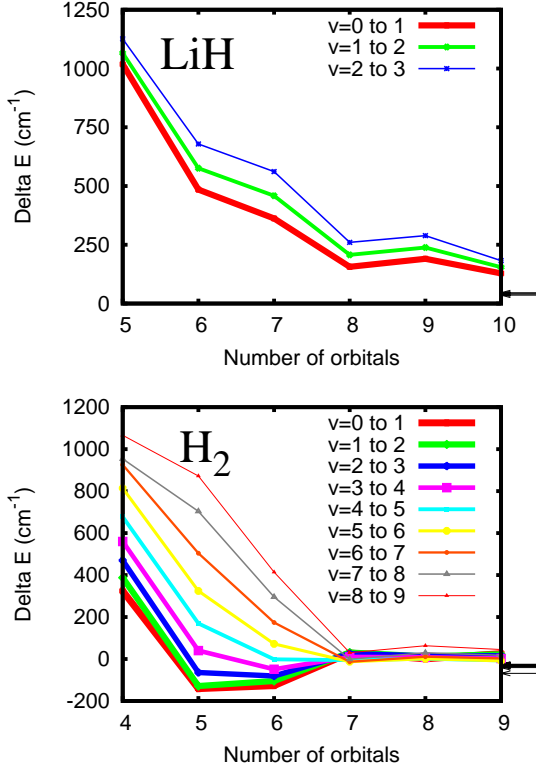 1250
1000
750
500
250
0
Delta E (cm-1)
LiH
v=0 to 1
v=1 to 2
v=2 to 3
5 6 7 8 9 10
Number of orbitals
1200
1000
800
600
400
200
0
-200
Delta E (cm-1)
H2
v=0 to 1
v=1 to 2
v=2 to 3
v=3 to 4
v=4 to 5
v=5 to 6
v=6 to 7
v=7 to 8
v=8 to 9
4 5 6 7 8 9
Number of orbitals